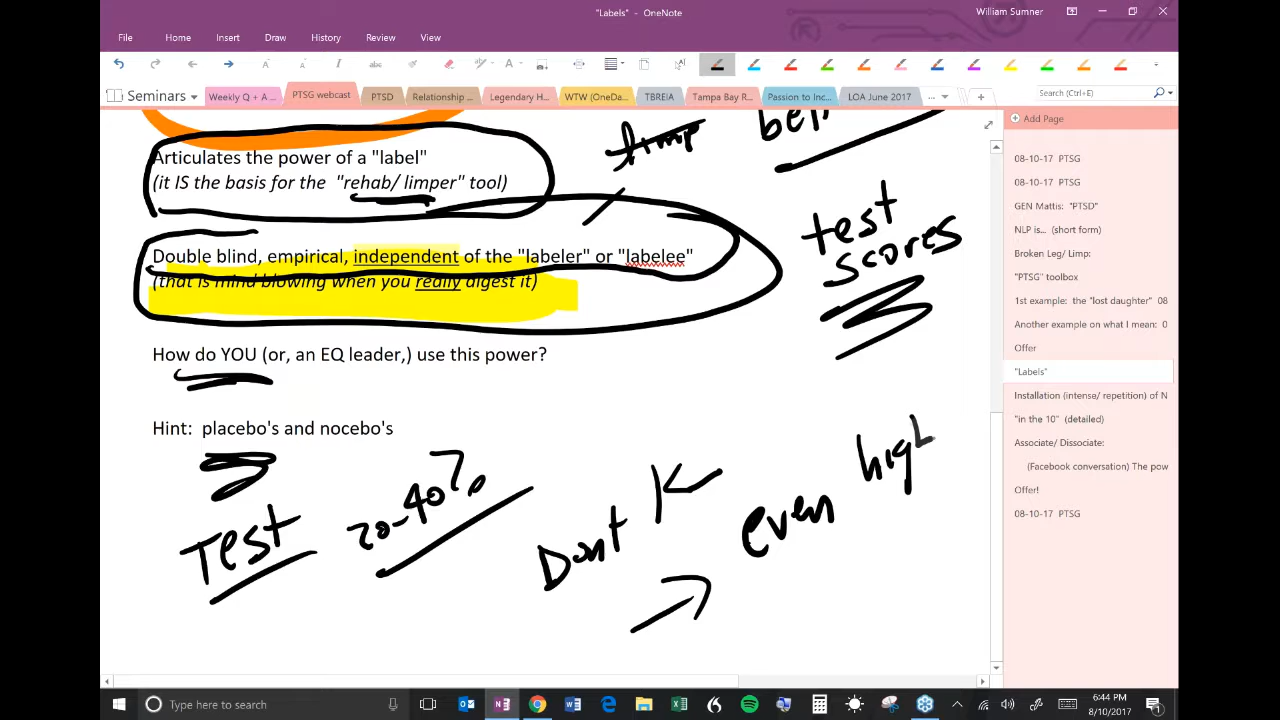 "Labels" - OneNote
William Sumner
File Home Insert Draw History Review View
Seminars
Weekly Q + A ...
PTSG webcast
PTSD
Relationship ...
Legendary H...
WTW (OneDa...
TBREIA
Tampa Bay R...
Passion to Inc...
LOA June 2017
...
Search (Ctrl+E)
Articulates the power of a "label"
(it IS the basis for the "rehab/ limper" tool)
limp
test
scores
Double blind, empirical, independent of the "labeler" or "labelee"
(that is mind blowing when you really digest it)
How do YOU (or, an EQ leader,) use this power?
Hint: placebo's and nocebo's
Test
20-40%
Dont
even
high
Add Page
08-10-17 PTSG
08-10-17 PTSG
GEN Mattis: "PTSD"
NLP is... (short form)
Broken Leg/ Limp:
"PTSG" toolbox
1st example: the "lost daughter" 08
Another example on what I mean: 0
Offer
"Labels"
Installation (intense/ repetition) of N
"in the 10" (detailed)
Associate/ Dissociate:
(Facebook conversation) The pow
Offer!
08-10-17 PTSG
Type here to search
6:44 PM
8/10/2017